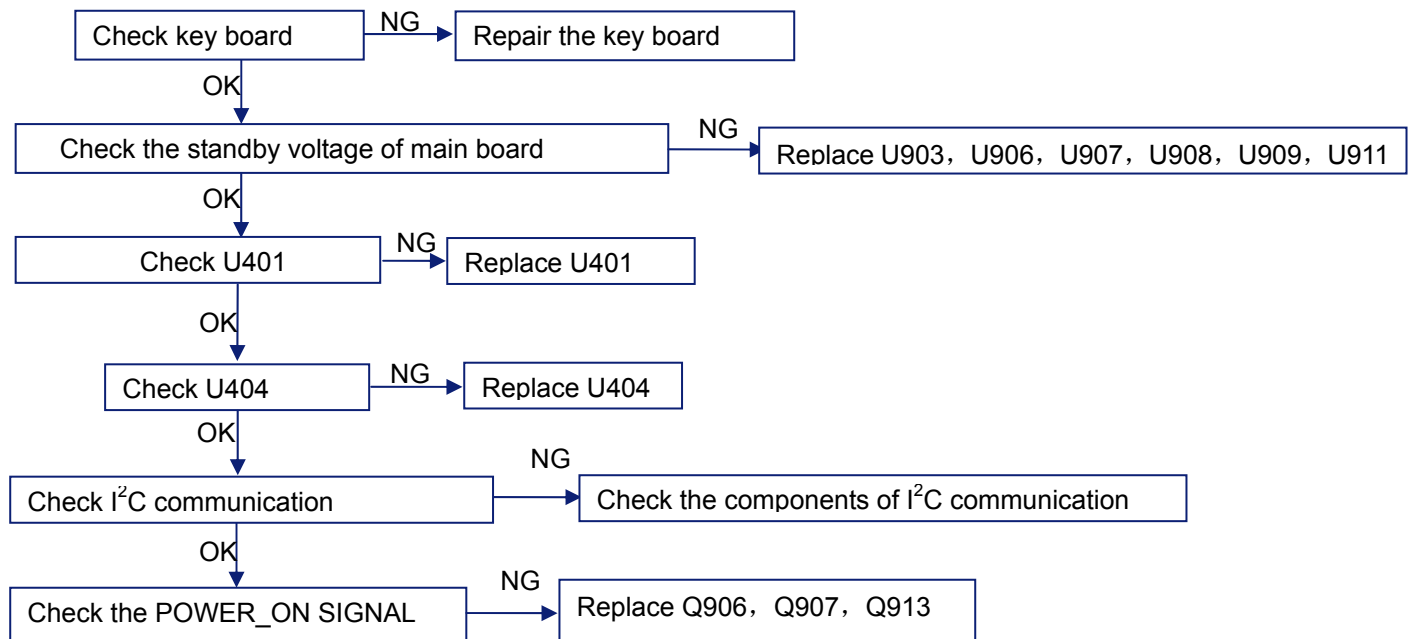 Check key board
NG
Repair the key board
OK
Check the standby voltage of main board
NG
Replace U903，U906，U907，U908，U909，U911
OK
Check U401
NG
Replace U401
OK
Check U404
NG
Replace U404
OK
Check I²C communication
NG
Check the components of I²C communication
OK
Check the POWER_ON SIGNAL
NG
Replace Q906，Q907，Q913